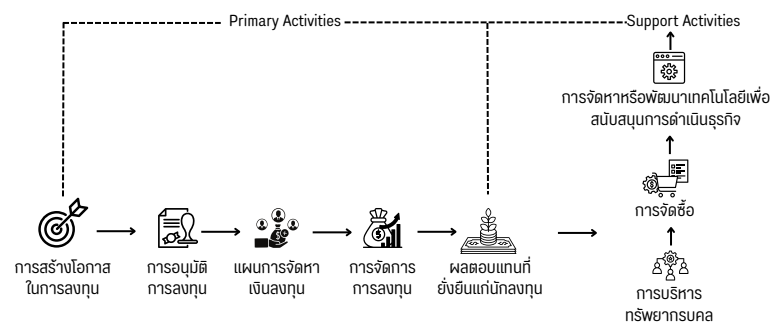 Primary Activities
Support Activities
การจัดหาหรือพัฒนาเทคโนโลยีเพื่อ
สนับสนุนการดำเนินธุรกิจ
การจัดซื้อ
การสร้างโอกาส
ในการลงทุน
การอนุมัติ
การลงทุน
แผนการจัดหา
เงินลงทุน
การจัดการ
การลงทุน
ผลตอบแทนที่
ยั่งยืนแก่นักลงทุน
การบริหาร
ทรัพยากรบคล